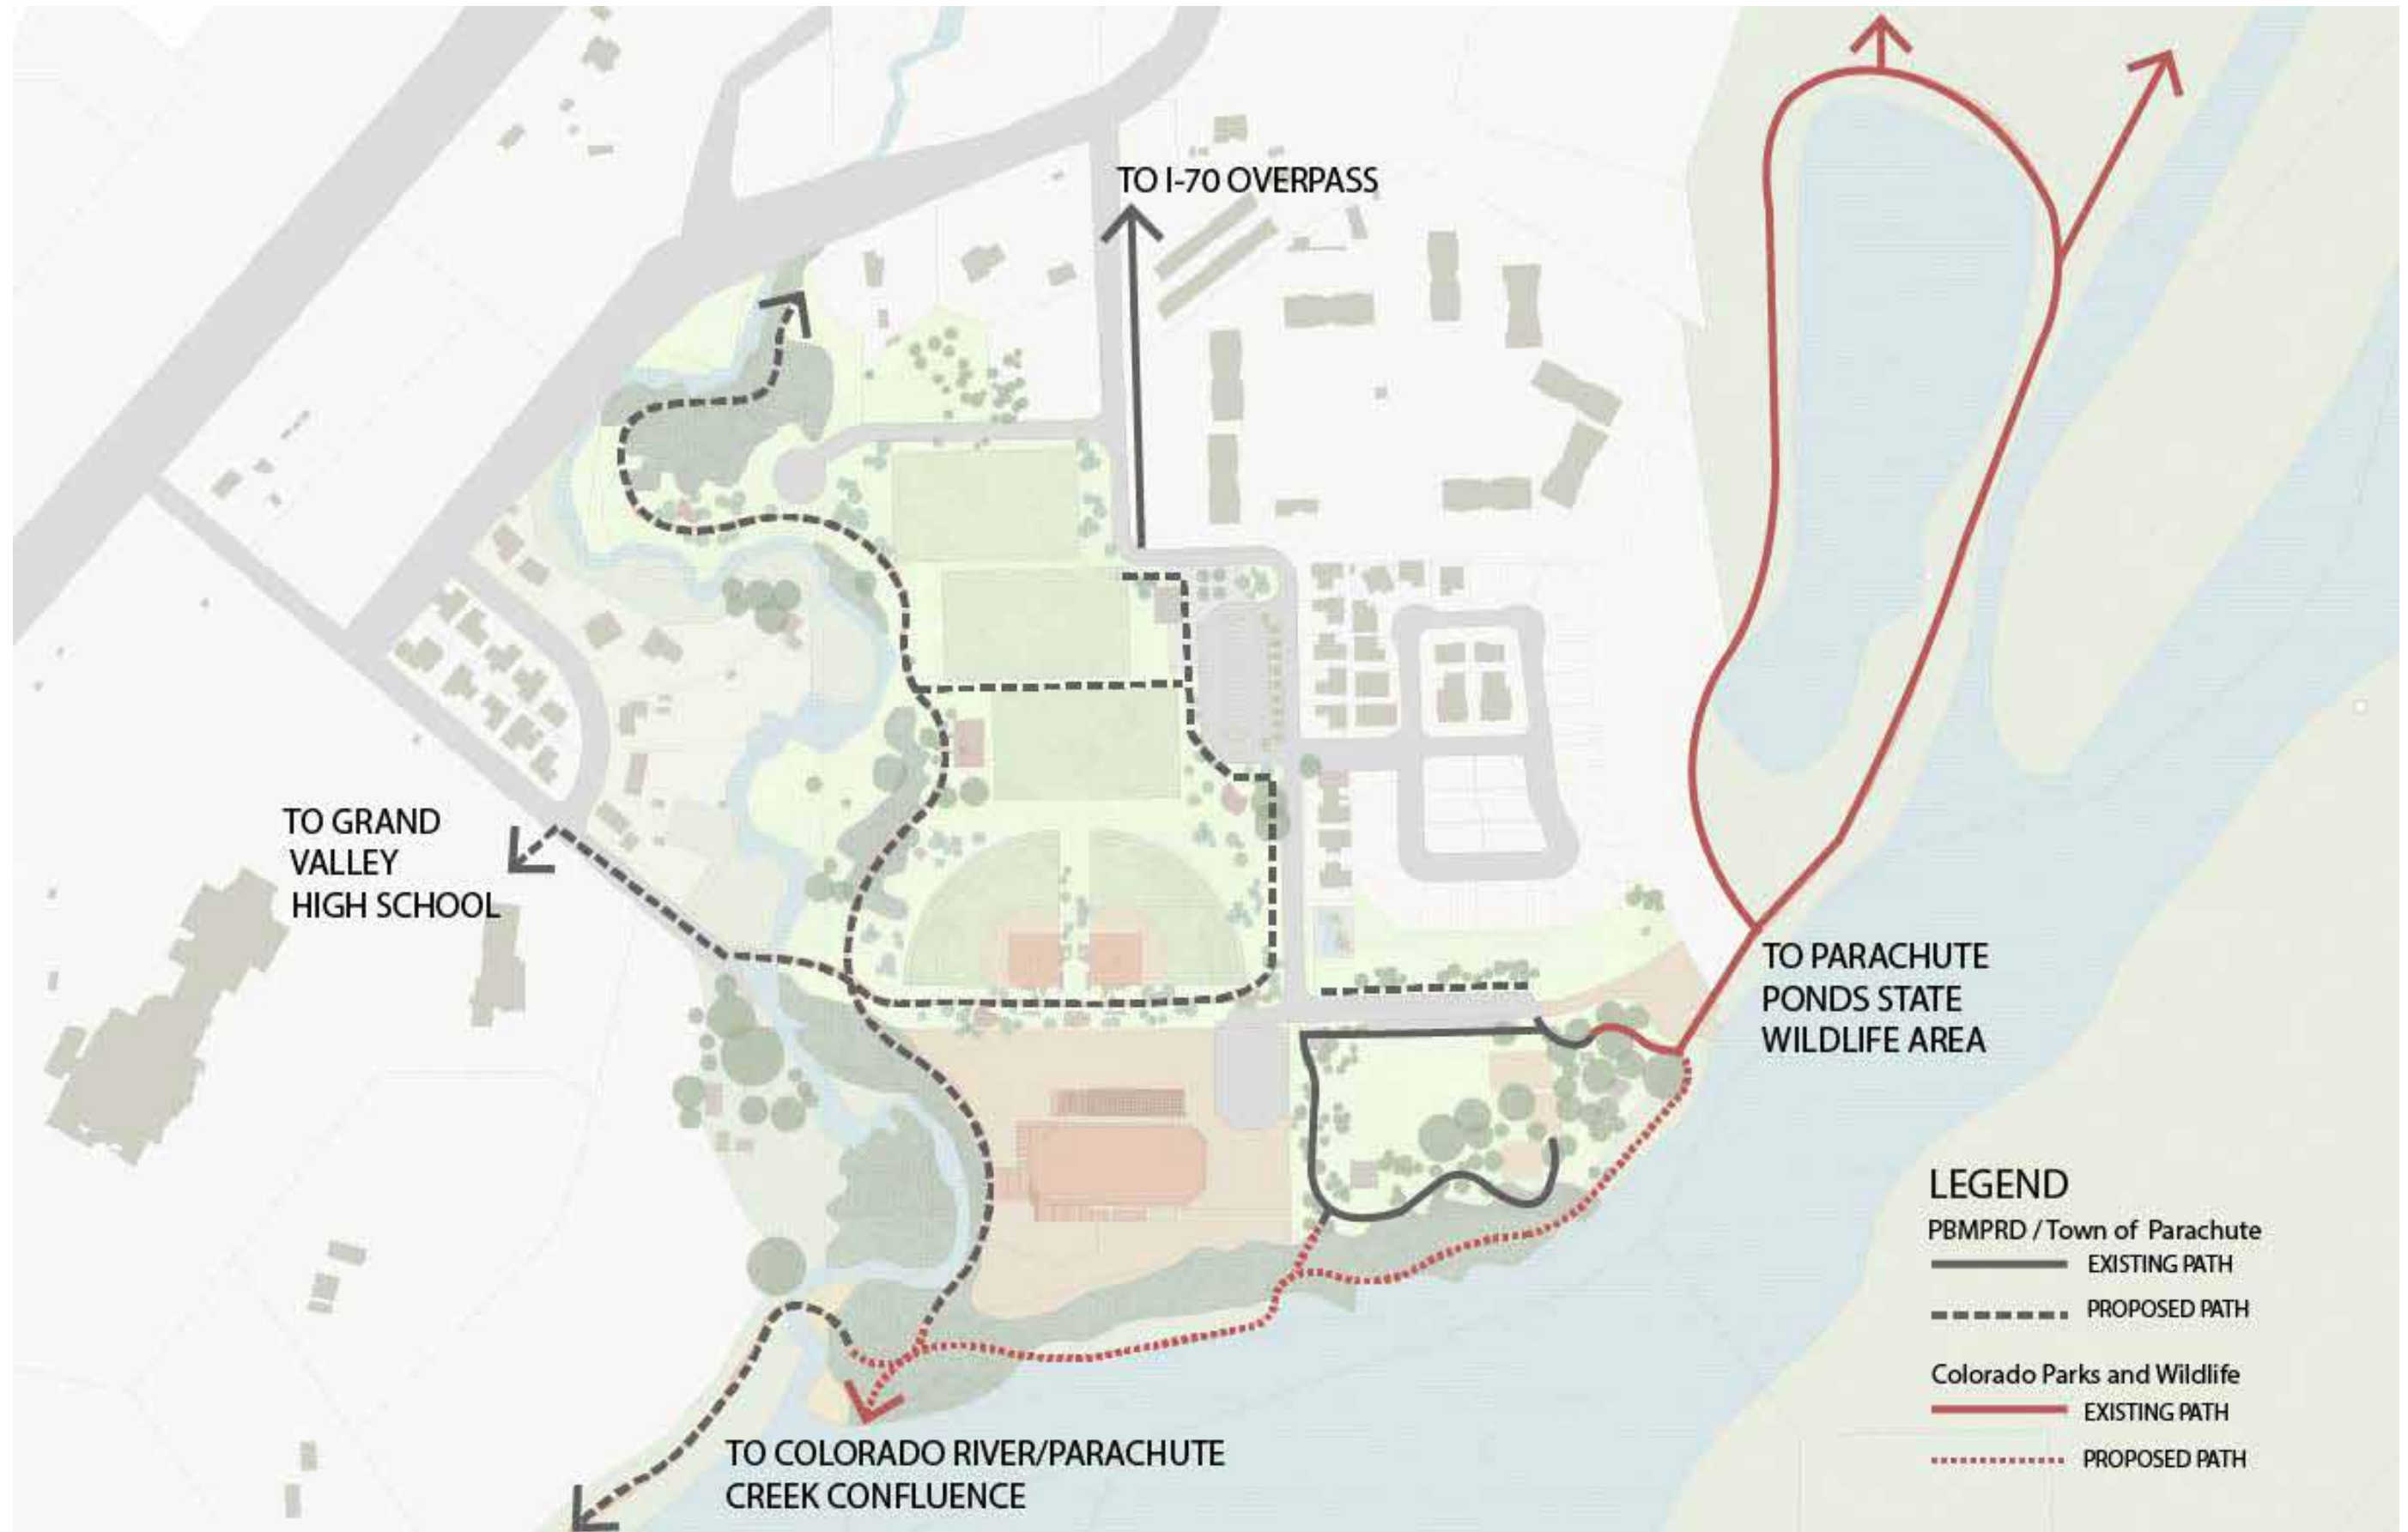 TO I-70 OVERPASS
TO GRAND
VALLEY
HIGH SCHOOL
TO PARACHUTE
PONDS STATE
WILDLIFE AREA
TO COLORADO RIVER/PARACHUTE
CREEK CONFLUENCE
LEGEND
PBMPRD / Town of Parachute
EXISTING PATH
PROPOSED PATH
Colorado Parks and Wildlife
EXISTING PATH
PROPOSED PATH